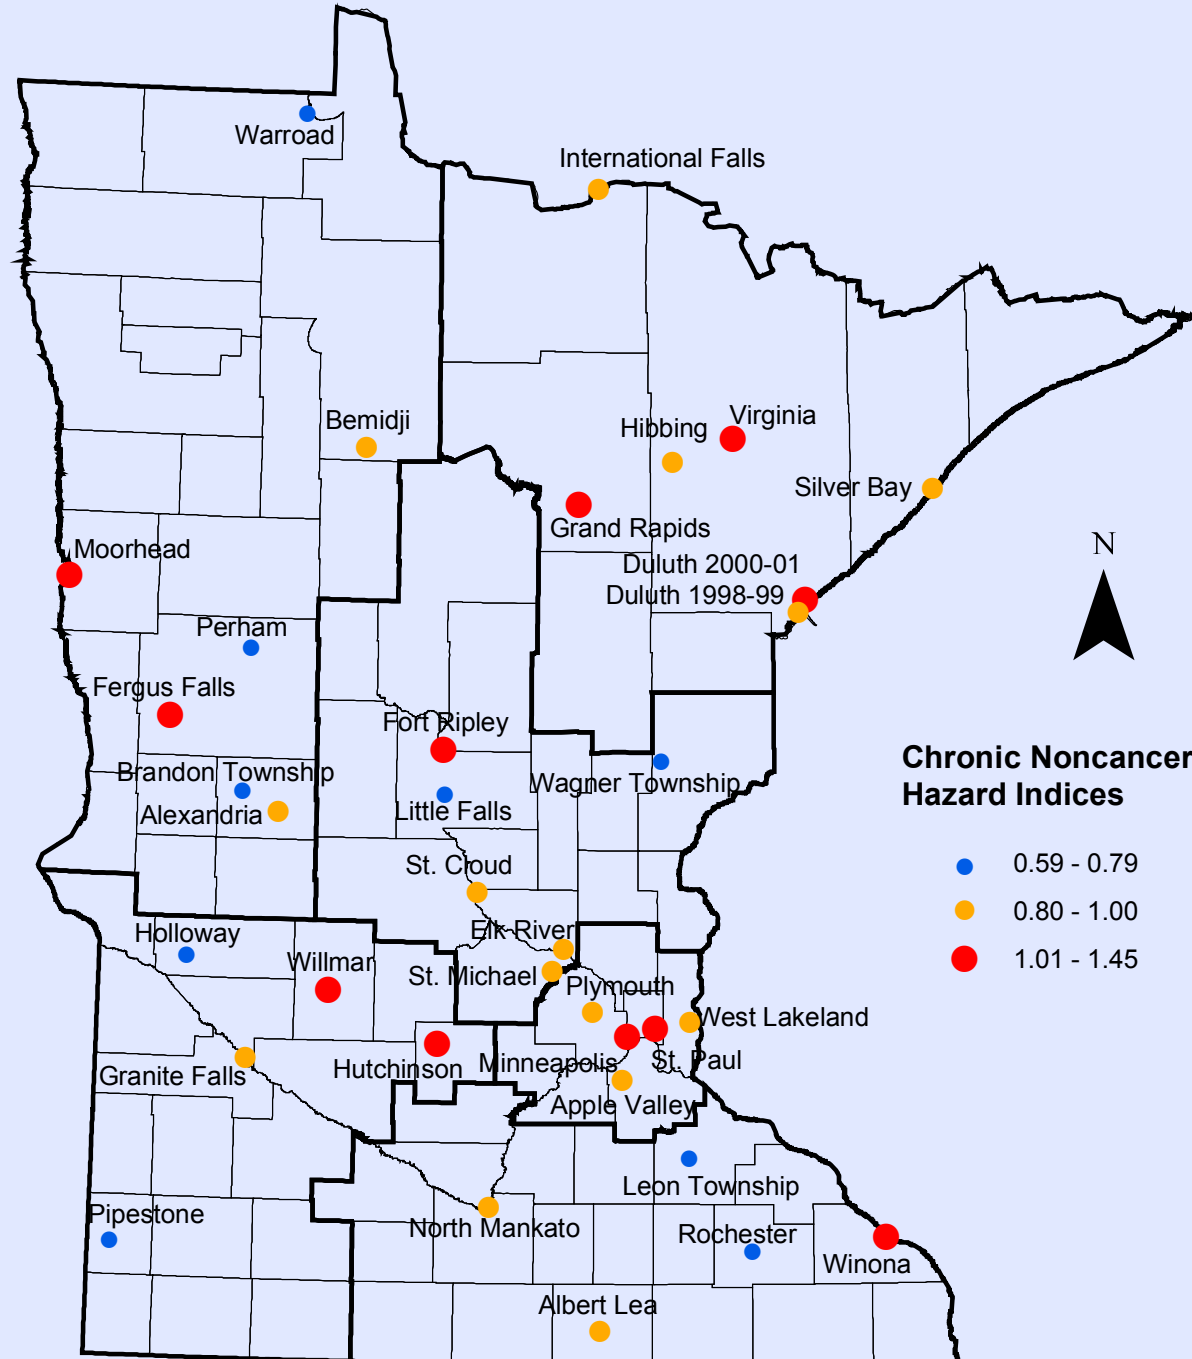 Warroad
International Falls
Bemidji
Hibbing
Virginia
Silver Bay
Grand Rapids
Moorhead
Duluth 2000-01
Duluth 1998-99
N
Perham
Fergus Falls
Fort Ripley
Brandon Township
Wagner Township
Alexandria
Little Falls
St. Cloud
Chronic Noncancer
Hazard Indices
0.59 - 0.79
0.80 - 1.00
1.01 - 1.45
Holloway
Elk River
Willmar
St. Michael
Plymouth
West Lakeland
Granite Falls
Hutchinson
Minneapolis
St. Paul
Apple Valley
Leon Township
Pipestone
North Mankato
Rochester
Winona
Albert Lea